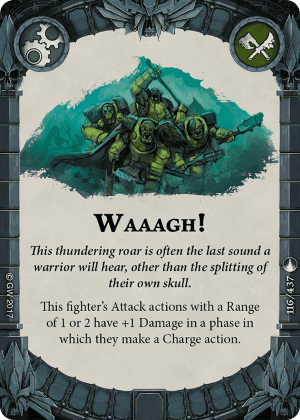 WAAAGH!
This thundering roar is often the last sound a
warrior will hear, other than the splitting of
their own skull.
This fighter's Attack actions with a Range
of 1 or 2 have +1 Damage in a phase in
which they make a Charge action.
© GW 2017
116/437